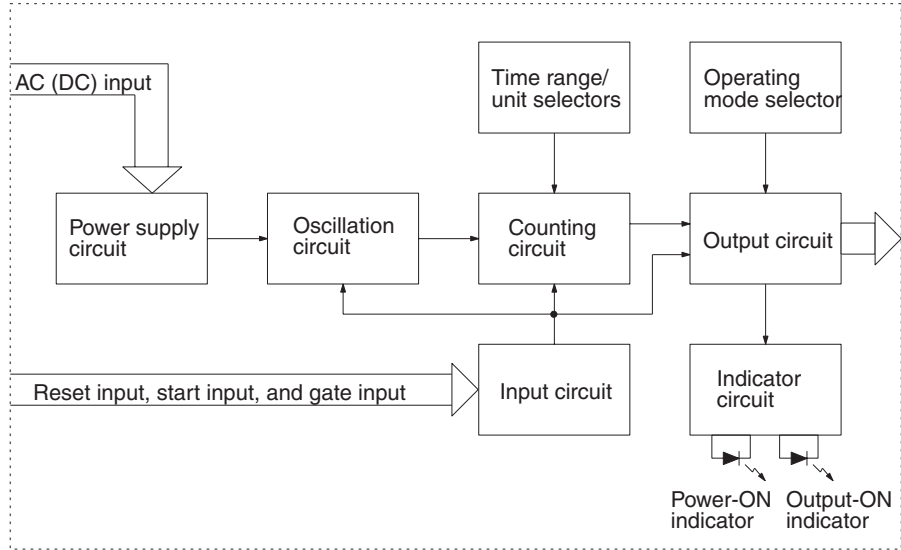 AC (DC) input
Time range/
unit selectors
Operating
mode selector
Power supply
circuit
Oscillation
circuit
Counting
circuit
Output circuit
Reset input, start input, and gate input
Input circuit
Indicator
circuit
Power-ON
indicator
Output-ON
indicator